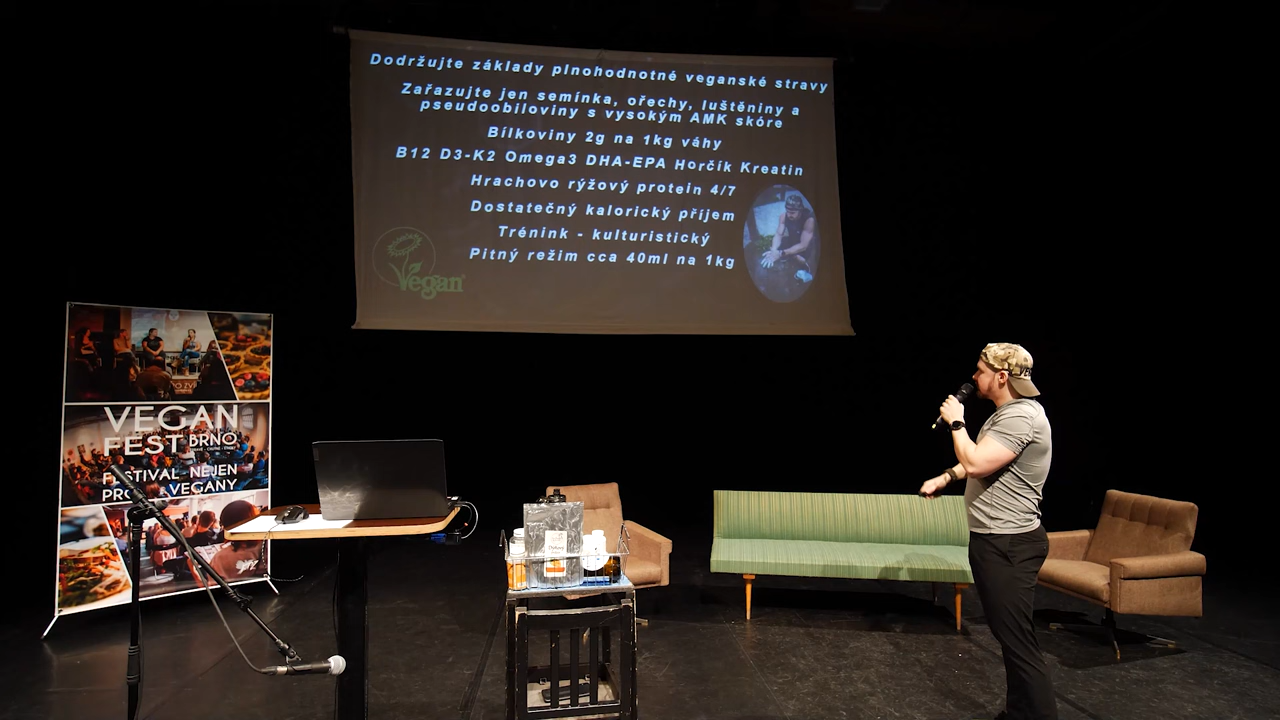 Dodržujte základy plnohodnotné veganské stravy
Zařazujte jen semínka, ořechy, luštěniny a
pseudoobiloviny s vysokým AMK skóre
Bílkoviny 2g na 1kg váhy
B12 D3-K2 Omega3 DHA-EPA Horčík Kreatin
Hrachovo rýžový protein 4/7
Dostatečný kalorický příjem
Trénink - kulturistický
Pitný režim cca 40ml na 1kg
Vegan
VEGAN
FEST BRNO
FESTIVAL NEJEN
PRO VEGANY